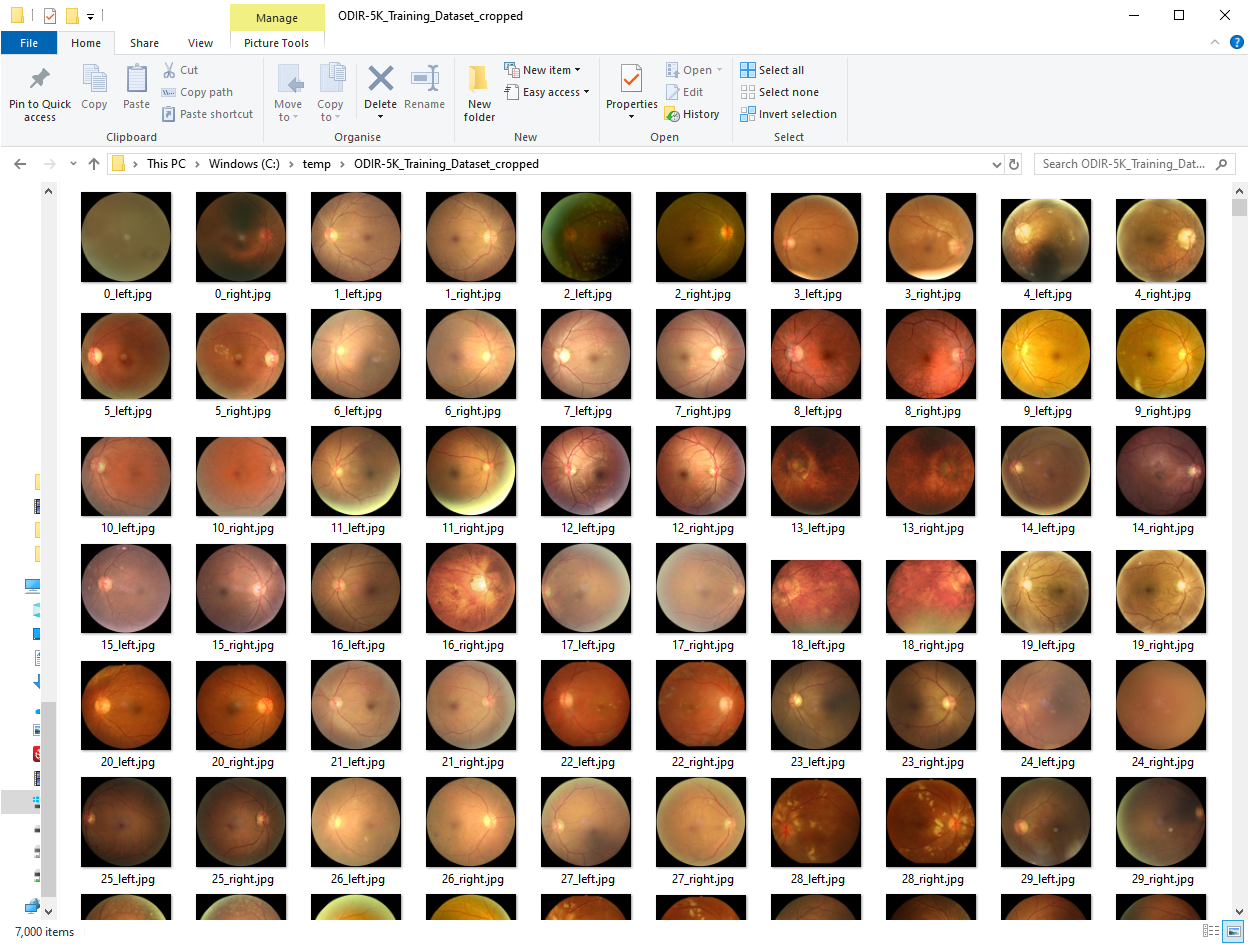 Manage
ODIR-5K_Training_Dataset_cropped
File Home Share View Picture Tools
Pin to Quick access
Copy
Paste
Cut
Copy path
Paste shortcut
Clipboard
Move to
Copy to
Delete
Rename
Organise
New folder
New item
Easy access
New
Properties
Open
Edit
History
Open
Select all
Select none
Invert selection
Select
This PC > Windows (C:) > temp > ODIR-5K_Training_Dataset_cropped
Search ODIR-5K_Training_Dat...
0_left.jpg 0_right.jpg 1_left.jpg 1_right.jpg 2_left.jpg 2_right.jpg 3_left.jpg 3_right.jpg 4_left.jpg 4_right.jpg
5_left.jpg 5_right.jpg 6_left.jpg 6_right.jpg 7_left.jpg 7_right.jpg 8_left.jpg 8_right.jpg 9_left.jpg 9_right.jpg
10_left.jpg 10_right.jpg 11_left.jpg 11_right.jpg 12_left.jpg 12_right.jpg 13_left.jpg 13_right.jpg 14_left.jpg 14_right.jpg
15_left.jpg 15_right.jpg 16_left.jpg 16_right.jpg 17_left.jpg 17_right.jpg 18_left.jpg 18_right.jpg 19_left.jpg 19_right.jpg
20_left.jpg 20_right.jpg 21_left.jpg 21_right.jpg 22_left.jpg 22_right.jpg 23_left.jpg 23_right.jpg 24_left.jpg 24_right.jpg
25_left.jpg 25_right.jpg 26_left.jpg 26_right.jpg 27_left.jpg 27_right.jpg 28_left.jpg 28_right.jpg 29_left.jpg 29_right.jpg
7,000 items